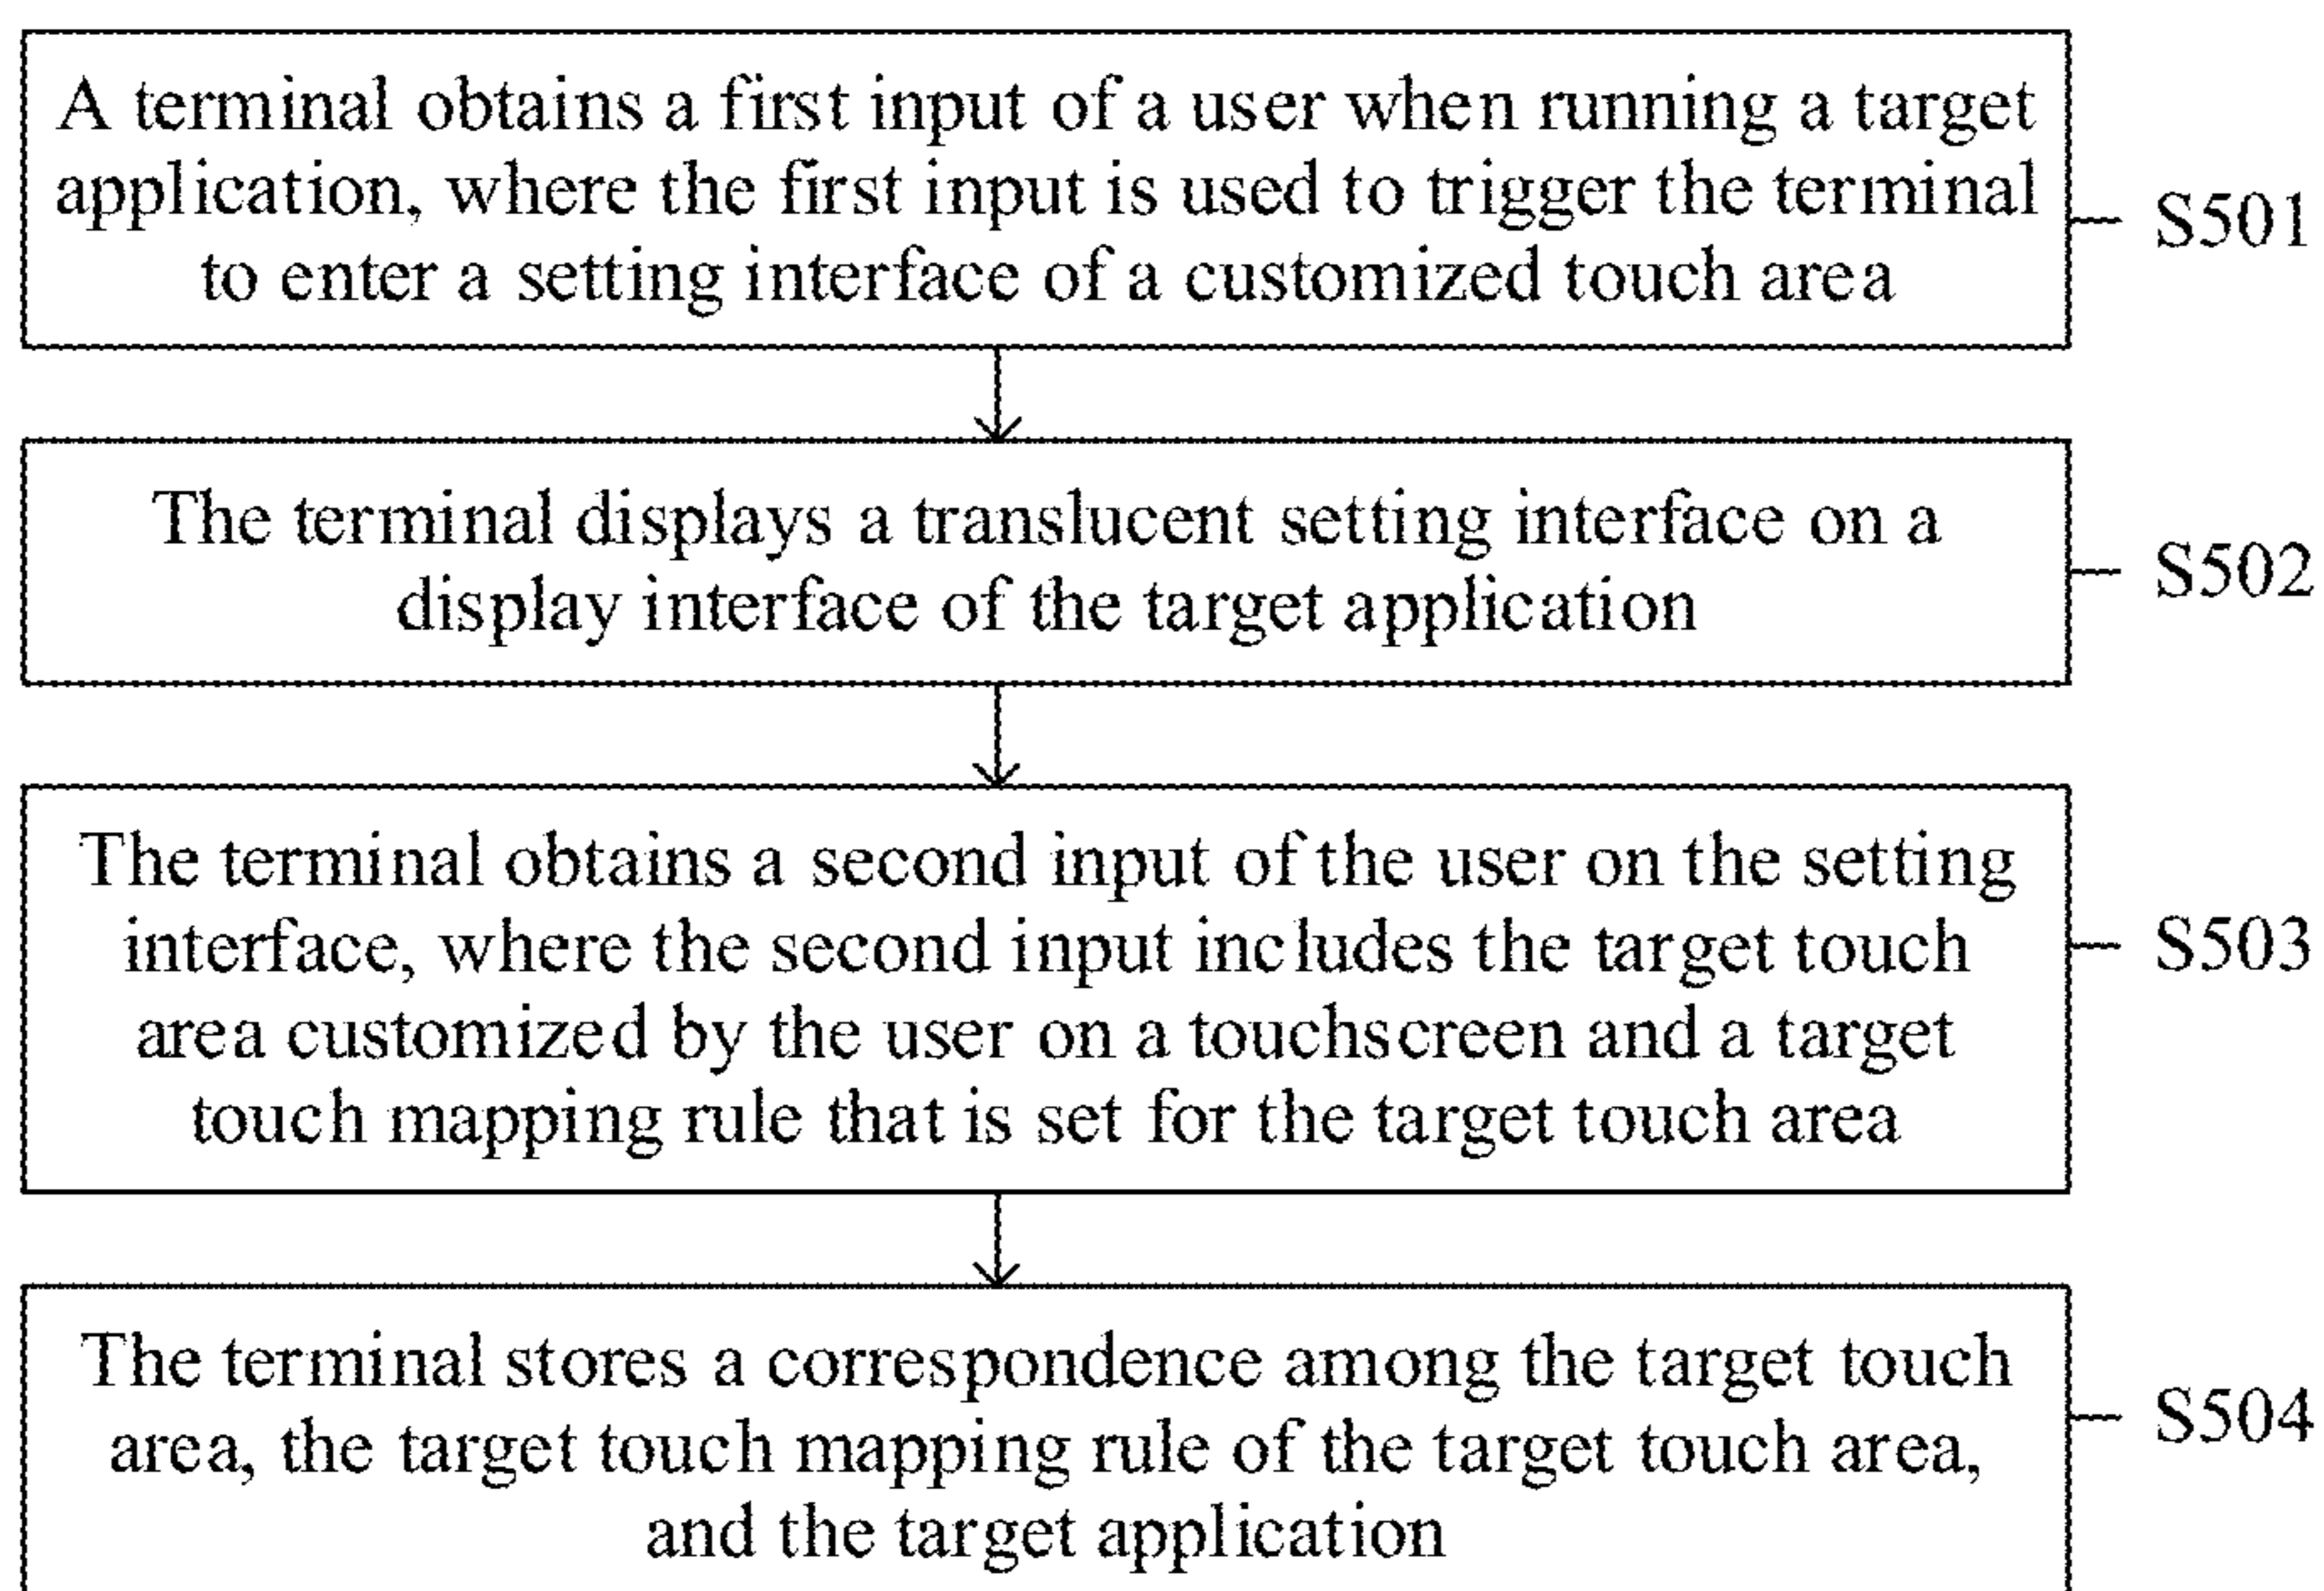 A terminal obtains a first input of a user when running a target
application, where the first input is used to trigger the terminal
to enter a setting interface of a customized touch area
S501
The terminal displays a translucent setting interface on a
display interface of the target application
S502
The terminal obtains a second input of the user on the setting
interface, where the second input includes the target touch
area customized by the user on a touchscreen and a target
touch mapping rule that is set for the target touch area
S503
The terminal stores a correspondence among the target touch
area, the target touch mapping rule of the target touch area,
and the target application
S504